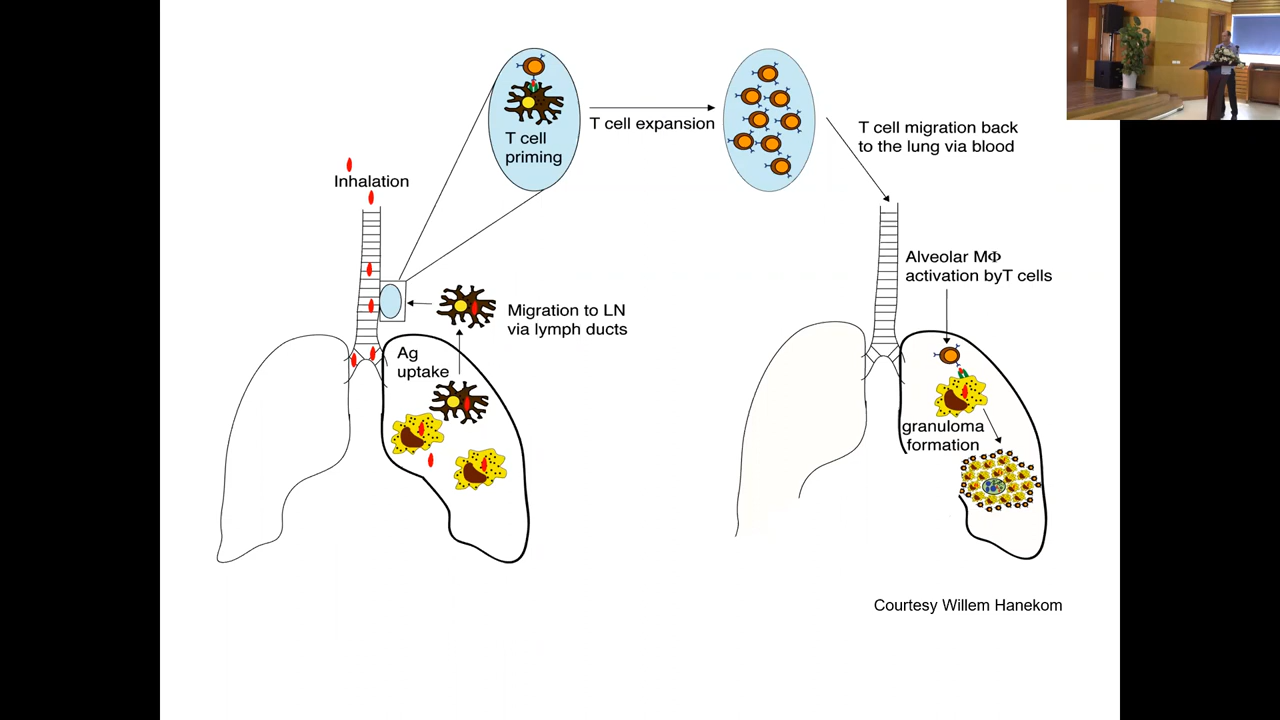 Inhalation
T cell
priming
T cell expansion
T cell migration back
to the lung via blood
Migration to LN
via lymph ducts
Ag
uptake
Alveolar MΦ
activation byT cells
granuloma
formation
Courtesy Willem Hanekom